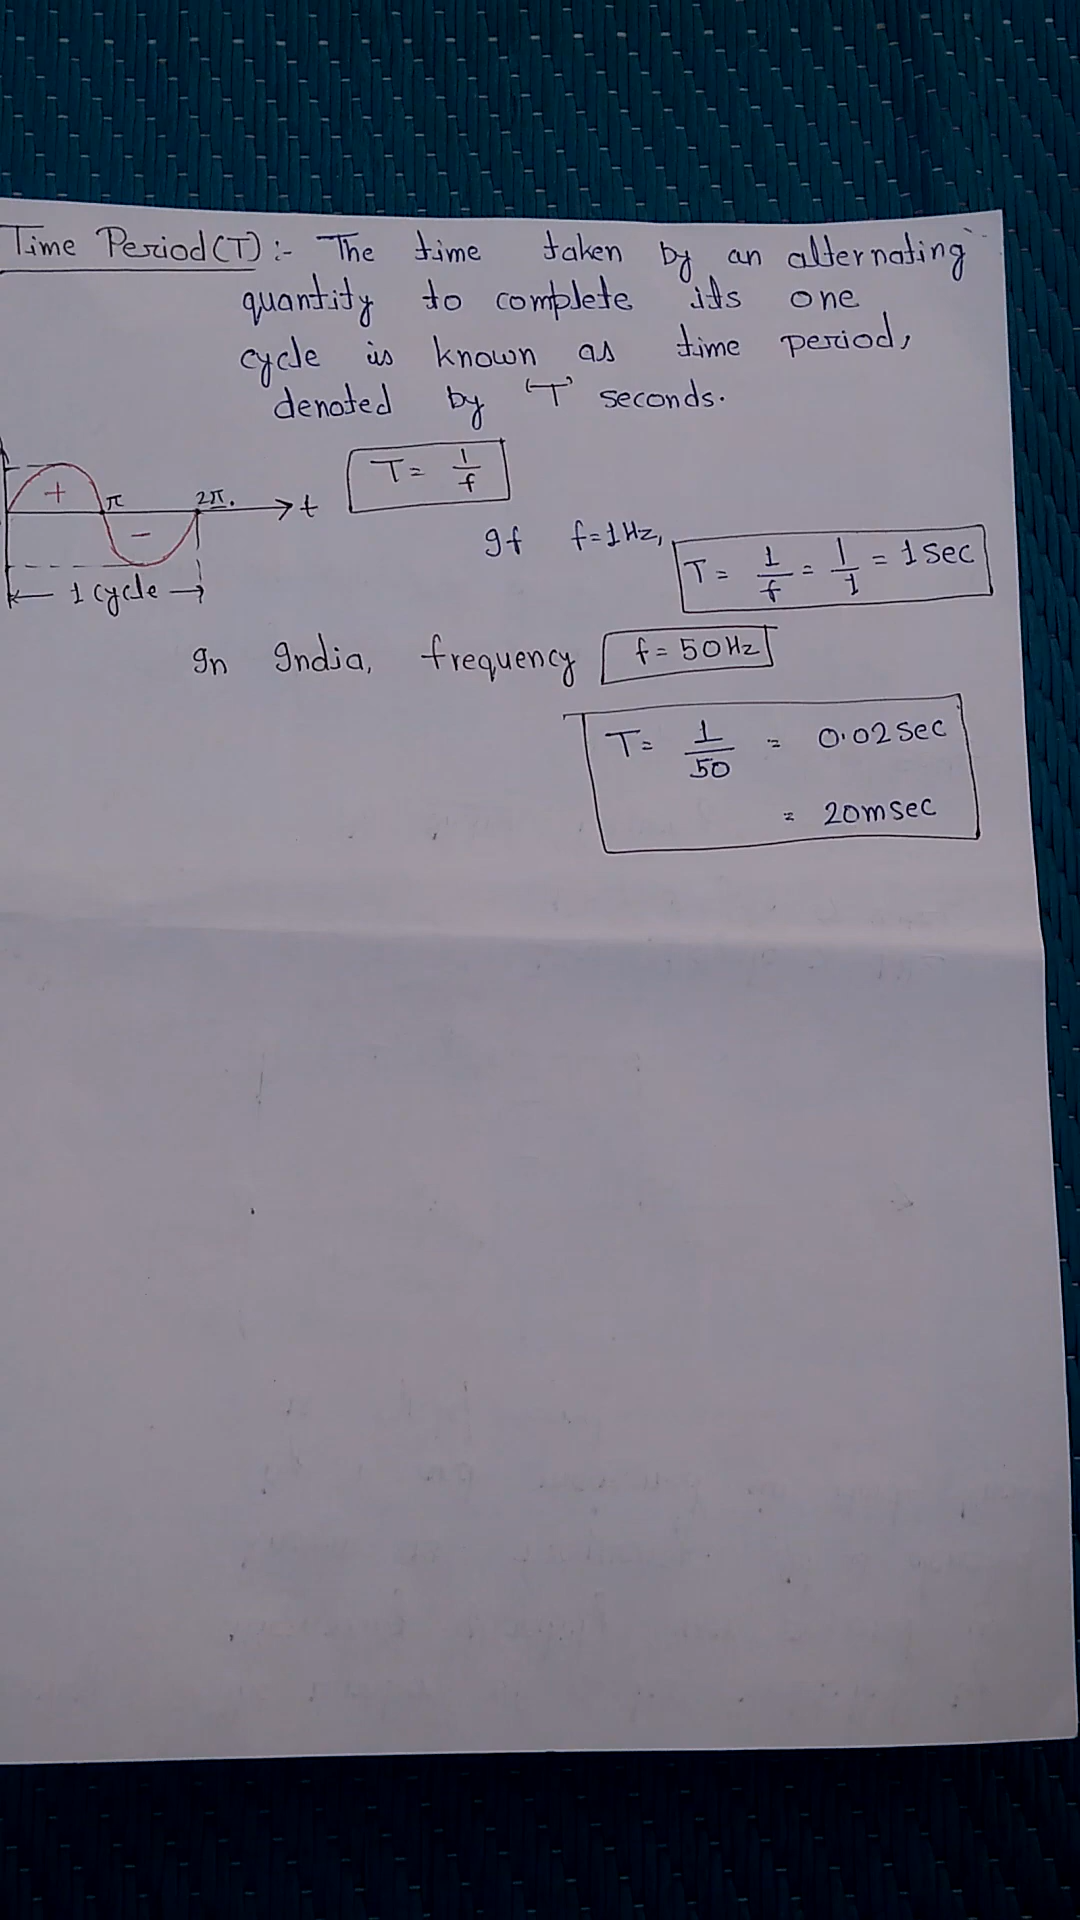 Time Period(T) :- The time taken by an alternating
quantity to complete its one
cycle is known as time period,
denoted by 'T' seconds.
T = 1/f
+ π 2π. → t
−
1 cycle
If f=1Hz, T = 1/f = 1/1 = 1 Sec
In India, frequency f = 50Hz
T = 1/50 = 0.02 Sec
= 20mSec